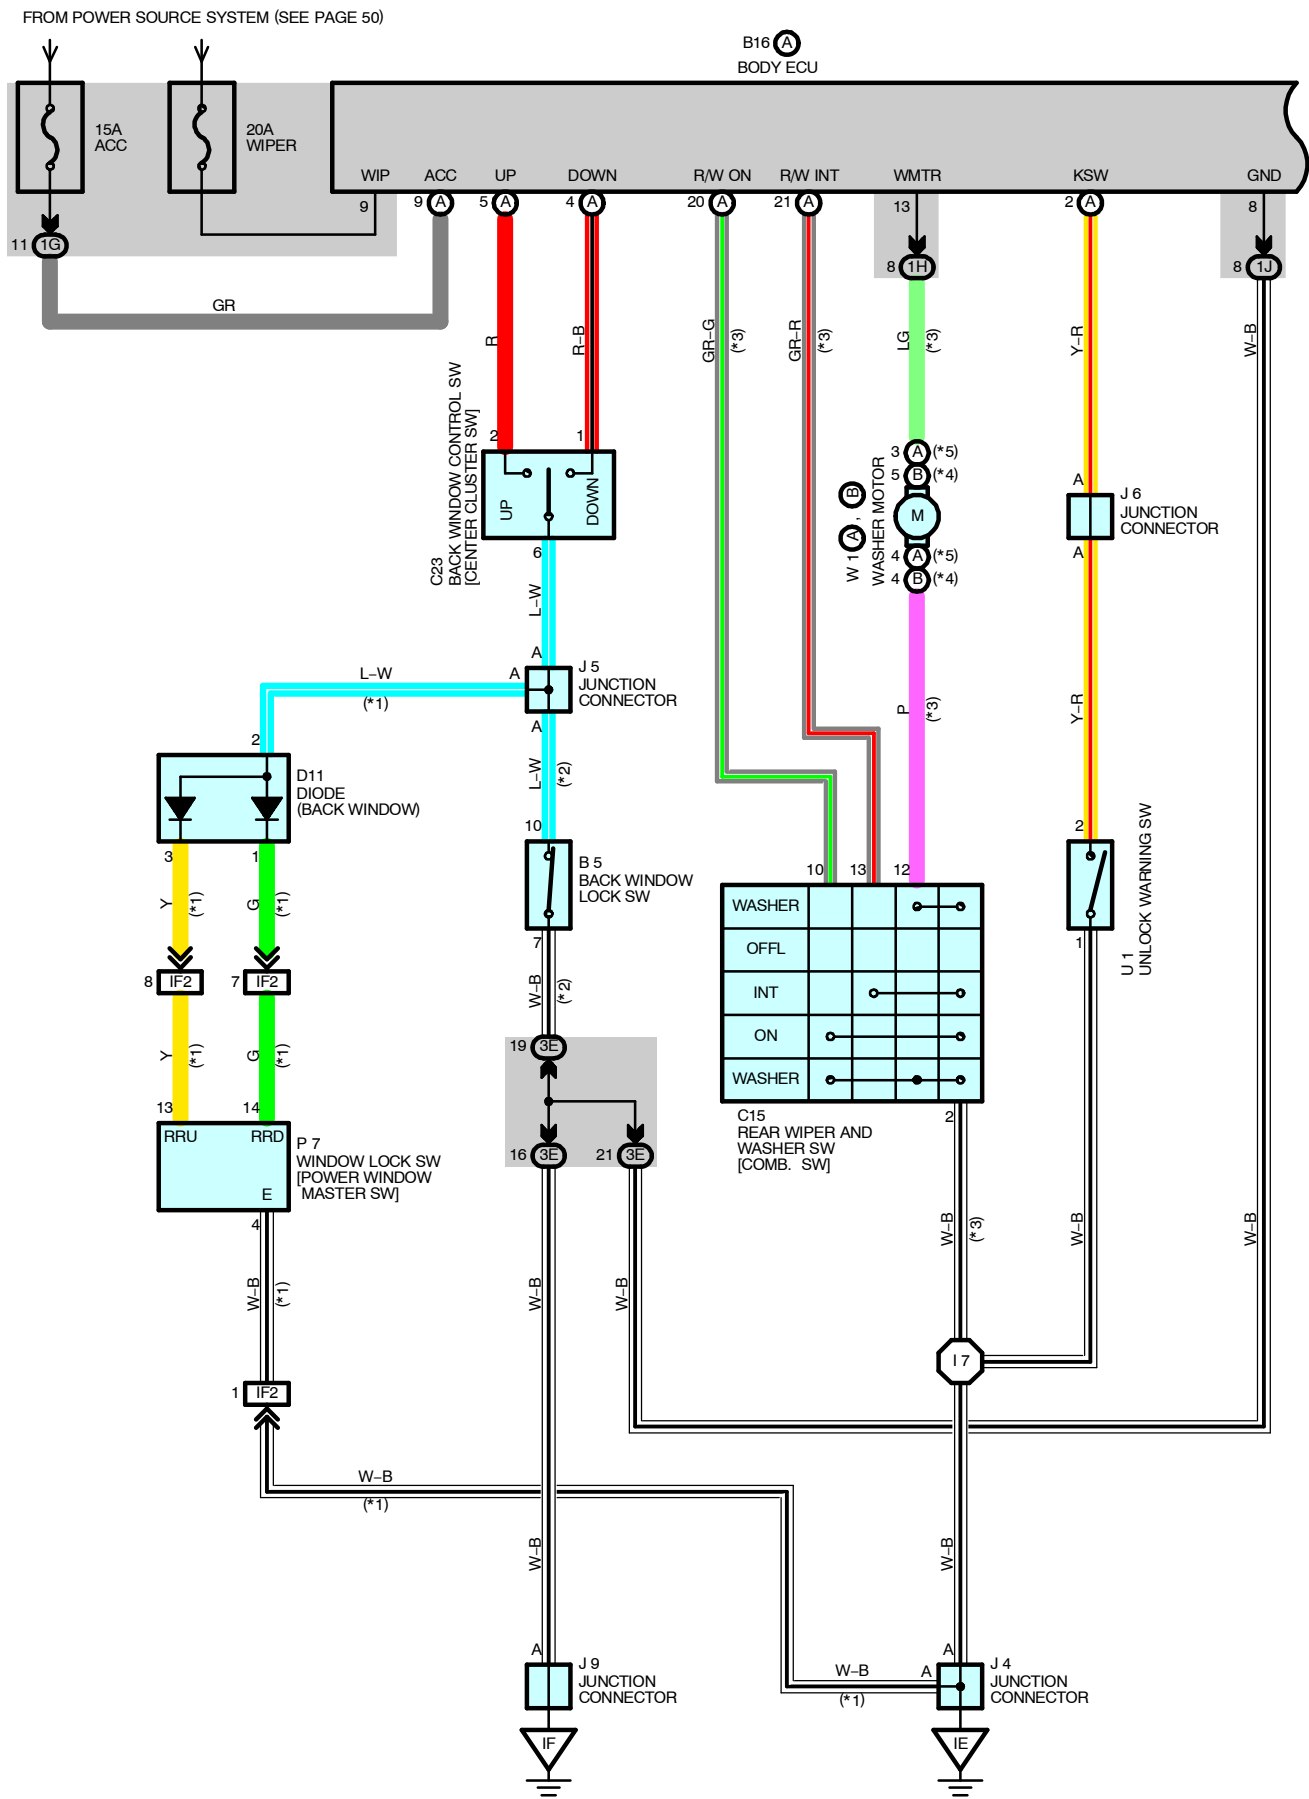 FROM POWER SOURCE SYSTEM (SEE PAGE 50)
B16 A
BODY ECU
15A
ACC
20A
WIPER
WIP
ACC
UP
DOWN
R/W ON
R/W INT
WMTR
KSW
GND
9
9 A
5 A
4 A
20 A
21 A
13
2 A
8
11 1G
8 1H
8 1J
GR
R
R-B
GR-G
(*3)
GR-R
(*3)
LG
(*3)
Y-R
W-B
C23
BACK WINDOW CONTROL SW
[CENTER CLUSTER SW]
2
1
UP
DOWN
6
3 A (*5)
5 B (*4)
M
4 A (*5)
4 B (*4)
W 1 A , B
WASHER MOTOR
A
J 6
JUNCTION
CONNECTOR
A
L-W
A
A
J 5
JUNCTION
CONNECTOR
A
L-W
(*1)
P
(*3)
Y-R
2
D11
DIODE
(BACK WINDOW)
L-W
(*2)
3
1
10
B 5
BACK WINDOW
LOCK SW
7
10
13
12
2
U 1
UNLOCK WARNING SW
1
Y
(*1)
G
(*1)
WASHER
OFFL
INT
ON
WASHER
8 IF2
7 IF2
W-B
(*2)
19 3E
Y
(*1)
G
(*1)
13
14
RRU
RRD
E
P 7
WINDOW LOCK SW
[POWER WINDOW
MASTER SW]
4
16 3E
21 3E
2
C15
REAR WIPER AND
WASHER SW
[COMB. SW]
W-B
(*1)
W-B
W-B
W-B
(*3)
W-B
W-B
I 7
1 IF2
W-B
(*1)
W-B
W-B
A
J 9
JUNCTION
CONNECTOR
W-B
(*1)
A
A
J 4
JUNCTION
CONNECTOR
IF
IE